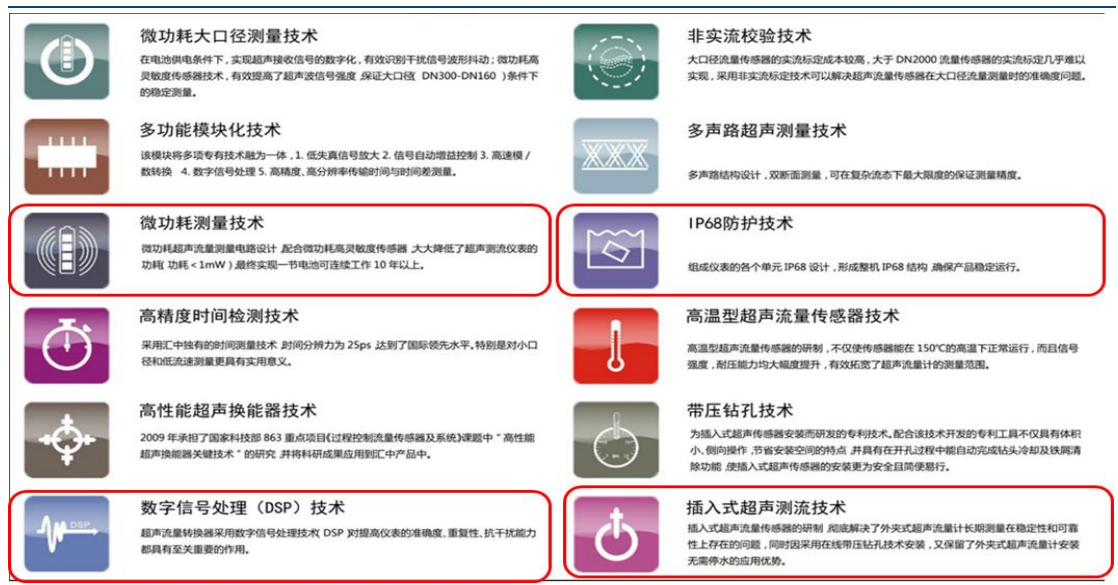 微功耗大口径测量技术
在电池供电条件下，实现超声接收信号的数字化，有效识别干扰信号波形抖动；微功耗高
灵敏度传感器技术，有效提高了超声波信号强度 保证大口径( DN300-DN160 )条件下
的稳定测量。
多功能模块化技术
该模块将多项专有技术融为一体，1. 低失真信号放大 2. 信号自动增益控制 3. 高速模 /
数转换 4. 数字信号处理 5. 高精度、高分辨率传输时间与时间差测量。
微功耗测量技术
微功耗超声流量测量电路设计 配合微功耗高灵敏度传感器 大大降低了超声测流仪表的
功耗( 功耗＜1mW ) 最终实现一节电池可连续工作 10 年以上。
高精度时间检测技术
采用汇中独有的时间测量技术 时间分辨力为 25ps 达到了国际领先水平。特别是对小口
径和低流速测量更具有实用意义。
高性能超声换能器技术
2009 年承担了国家科技部 863 重点项目《过程控制流量传感器及系统》课题中“ 高性能
超声换能器关键技术 ”的研究 并将科研成果应用到汇中产品中。
数字信号处理（DSP）技术
DSP
超声流量转换器采用数字信号处理技术( DSP )对提高仪表的准确度、重复性、抗干扰能力
都具有至关重要的作用。
非实流校验技术
大口径流量传感器的实流标定成本较高，大于 DN2000 流量传感器的实流标定几乎难以
实现，采用非实流标定技术可以解决超声流量传感器在大口径流量测量时的准确度问题。
多声路超声测量技术
多声路结构设计，双断面测量，可在复杂流态下最大限度的保证测量精度。
IP68防护技术
组成仪表的各个单元 IP68 设计，形成整机 IP68 结构 确保产品稳定运行。
高温型超声流量传感器技术
高温型超声流量传感器的研制，不仅使传感器能在 150℃的高温下正常运行，而且信号
强度，耐压能力均大幅度提升，有效拓宽了超声流量计的测量范围。
带压钻孔技术
为插入式超声传感器安装而研发的专利技术。配合该技术开发的专利工具不仅具有体积
小、侧向操作 节省安装空间的特点 并具有在开孔过程中能自动完成钻头冷却及铁屑清
除功能 使插入式超声传感器的安装更为安全且简便易行。
插入式超声测流技术
插入式超声流量传感器的研制 彻底解决了外夹式超声流量计长期测量在稳定性和可靠
性上存在的问题，同时因采用在线带压钻孔技术安装，又保留了外夹式超声流量计安装
无需停水的应用优势。